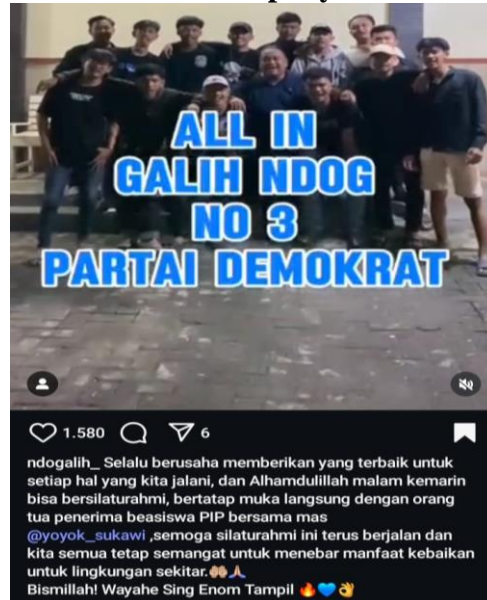 ALL IN
GALIH NDOG
NO 3
PARTAI DEMOKRAT
1.580 6
ndogalih_ Selalu berusaha memberikan yang terbaik untuk
setiap hal yang kita jalani, dan Alhamdulillah malam kemarin
bisa bersilaturahmi, bertatap muka langsung dengan orang
tua penerima beasiswa PIP bersama mas
@yoyok_sukawi ,semoga silaturahmi ini terus berjalan dan
kita semua tetap semangat untuk menebar manfaat kebaikan
untuk lingkungan sekitar.🤲🏼🙏🏼
Bismillah! Wayahe Sing Enom Tampil 🔥💙👌